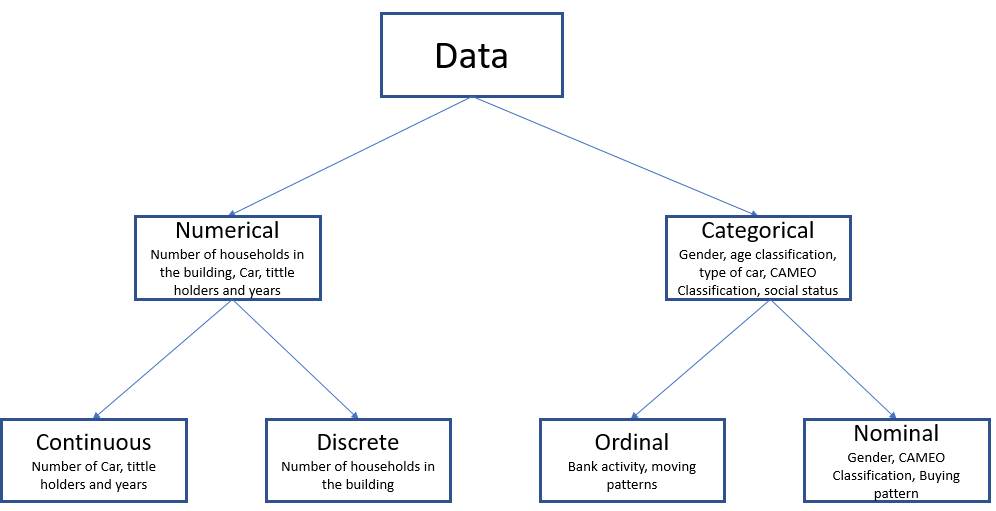 Data
Numerical
Number of households in
the building, Car, tittle
holders and years
Categorical
Gender, age classification,
type of car, CAMEO
Classification, social status
Continuous
Number of Car, tittle
holders and years
Discrete
Number of households in
the building
Ordinal
Bank activity, moving
patterns
Nominal
Gender, CAMEO
Classification, Buying
pattern